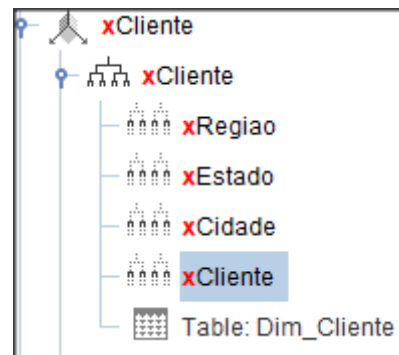 xCliente
xCliente
xRegiao
xEstado
xCidade
xCliente
Table: Dim_Cliente